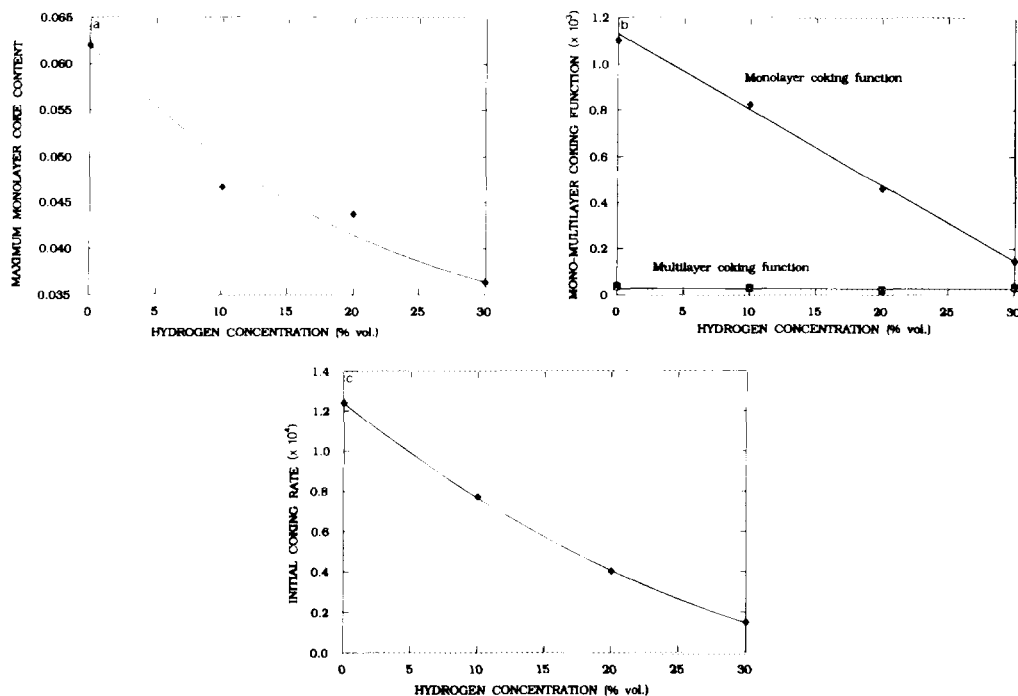 a
MAXIMUM MONOLAYER COKE CONTENT
0.065
0.060
0.055
0.050
0.045
0.040
0.035
0 5 10 15 20 25 30
HYDROGEN CONCENTRATION (% vol.)
b
MONO-MULTILAYER COKING FUNCTION (x 10³)
1.2
1.0
0.8
0.6
0.4
0.2
0
Monolayer coking function
Multilayer coking function
0 5 10 15 20 25 30
HYDROGEN CONCENTRATION (% vol.)
c
INITIAL COKING RATE (x 10⁴)
1.4
1.2
1.0
0.8
0.6
0.4
0.2
0.0
0 5 10 15 20 25 30
HYDROGEN CONCENTRATION (% vol.)